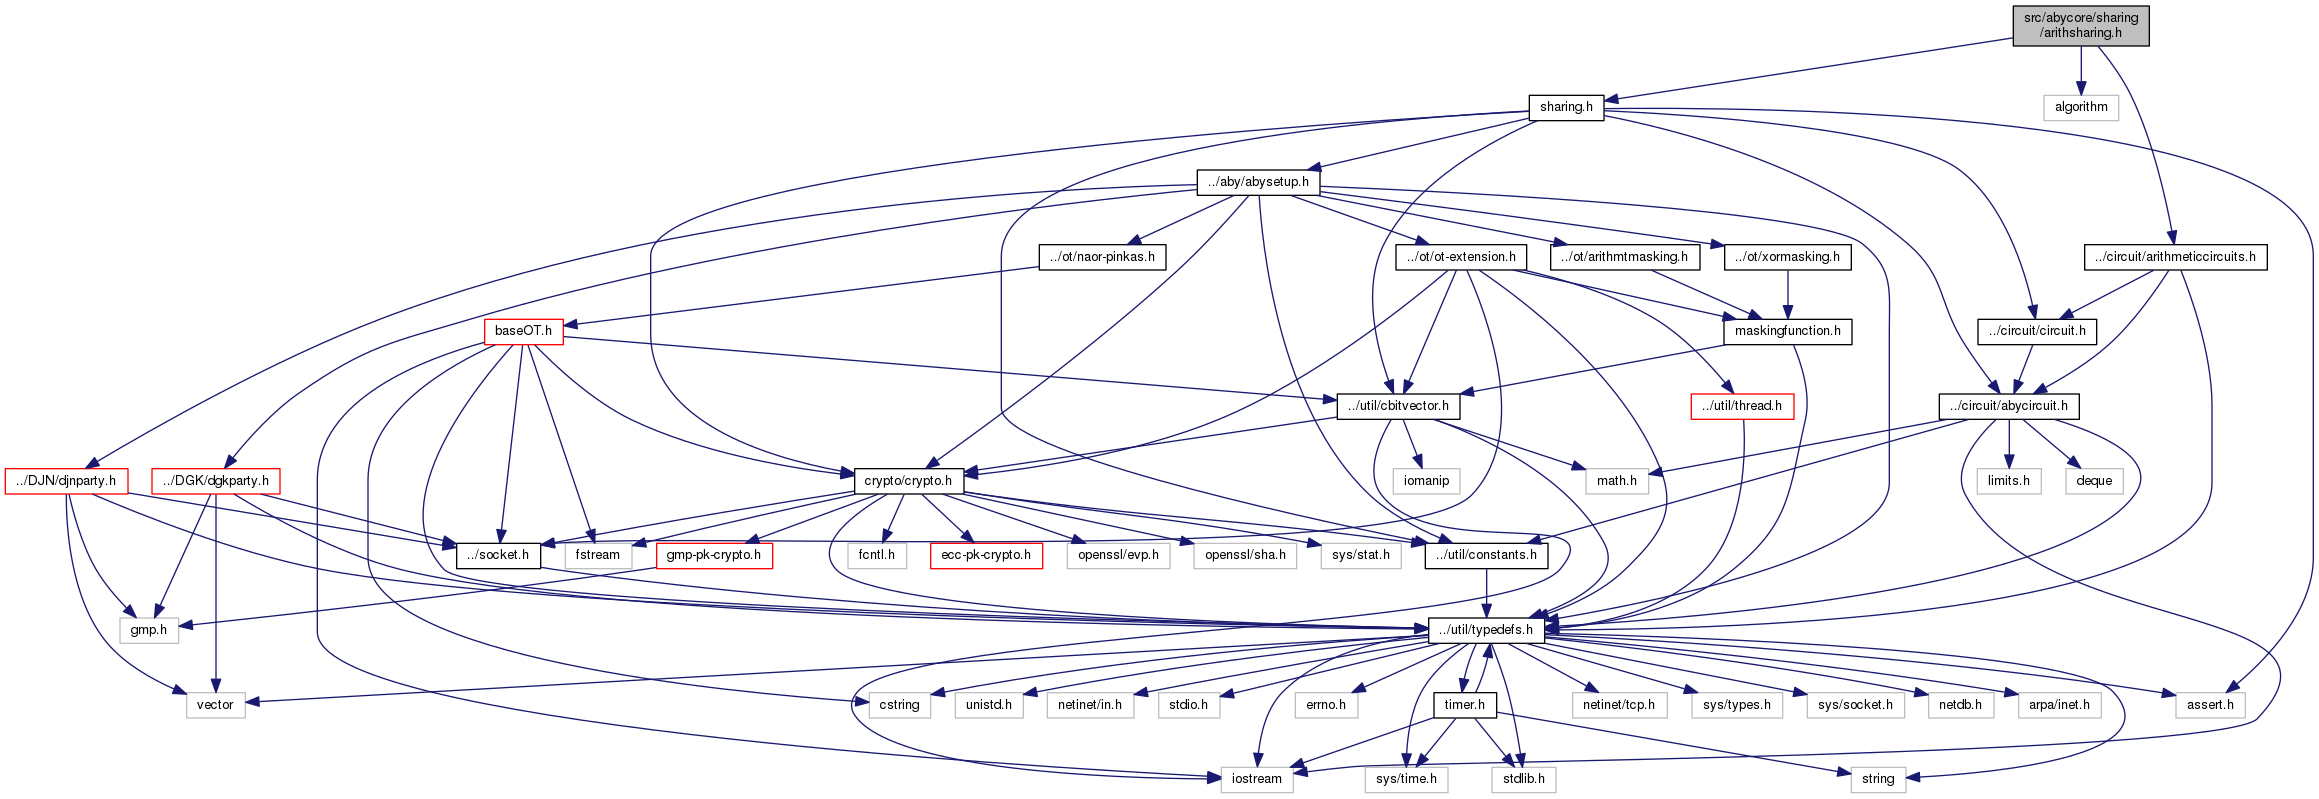 src/abycore/sharing
/arithsharing.h
sharing.h
algorithm
../aby/abysetup.h
../ot/naor-pinkas.h
../ot/ot-extension.h
../ot/arithmtmasking.h
../ot/xormasking.h
../circuit/arithmeticcircuits.h
baseOT.h
maskingfunction.h
../circuit/circuit.h
../util/cbitvector.h
../util/thread.h
../circuit/abycircuit.h
../DJN/djnparty.h
../DGK/dgkparty.h
crypto/crypto.h
iomanip
math.h
limits.h
deque
../socket.h
fstream
gmp-pk-crypto.h
fcntl.h
ecc-pk-crypto.h
openssl/evp.h
openssl/sha.h
sys/stat.h
../util/constants.h
gmp.h
../util/typedefs.h
vector
cstring
unistd.h
netinet/in.h
stdio.h
errno.h
timer.h
netinet/tcp.h
sys/types.h
sys/socket.h
netdb.h
arpa/inet.h
assert.h
iostream
sys/time.h
stdlib.h
string